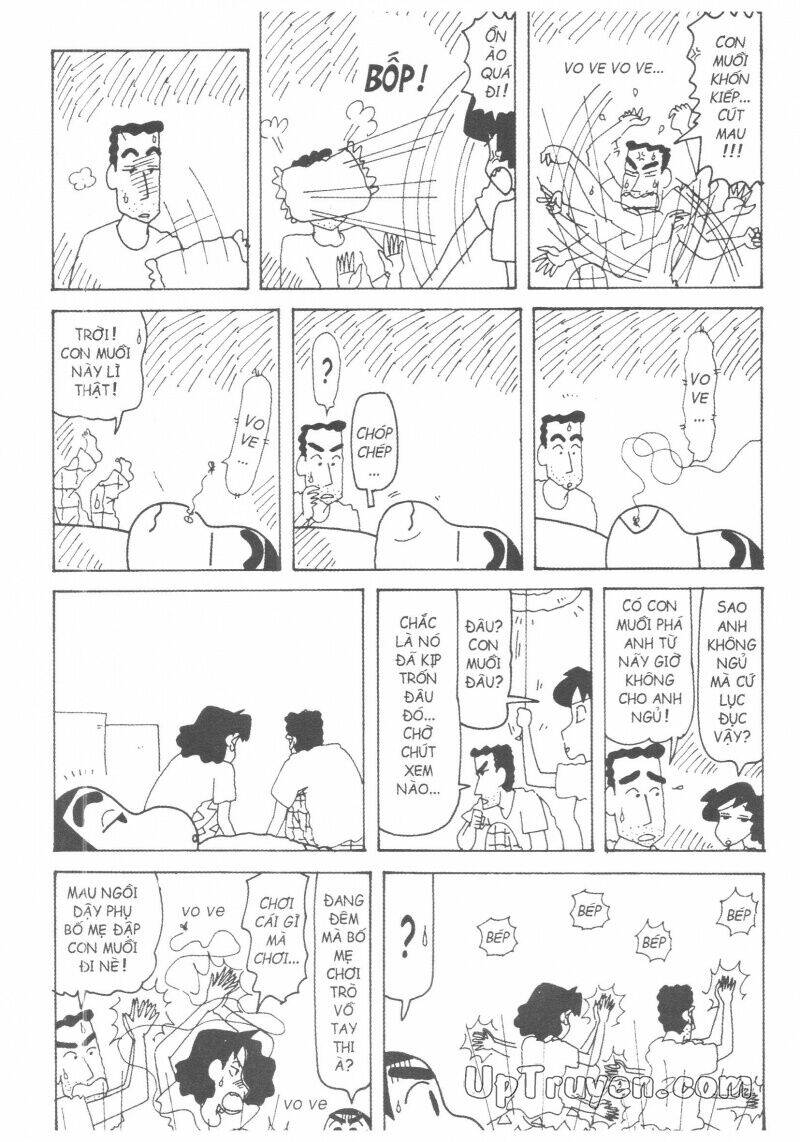 CON
MUỖI
KHỐN
KIẾP...
CÚT
MAU
!!!
VO VE VO VE...
ỒN
ÀO
QUÁ
ĐI!
BỐP!
VO
VE
...
?
CHÓP
CHÉP
...
TRỜI!
CON MUỖI
NÀY LÌ
THẬT!
VO
VE
...
SAO
ANH
KHÔNG
NGỦ
MÀ CỨ
LỤC
ĐỤC
VẬY?
CÓ CON
MUỖI PHÁ
ANH TỪ
NÃY GIỜ
KHÔNG
CHO ANH
NGỦ!
ĐÂU?
CON
MUỖI
ĐÂU?
CHẮC
LÀ NÓ
ĐÃ KỊP
TRỐN
ĐÂU
ĐÓ...
CHỜ
CHÚT
XEM
NÀO...
BÉP
BÉP
BÉP
BÉP
?
ĐANG
ĐÊM
MÀ BỐ
MẸ
CHƠI
TRÒ
VỖ
TAY
THI
À?
CHƠI
CÁI GÌ
MÀ
CHƠI...
vo ve
MAU NGỒI
DẬY PHỤ
BỐ MẸ ĐẬP
CON MUỖI
ĐI NÈ!
vo ve
UpTruyen.com